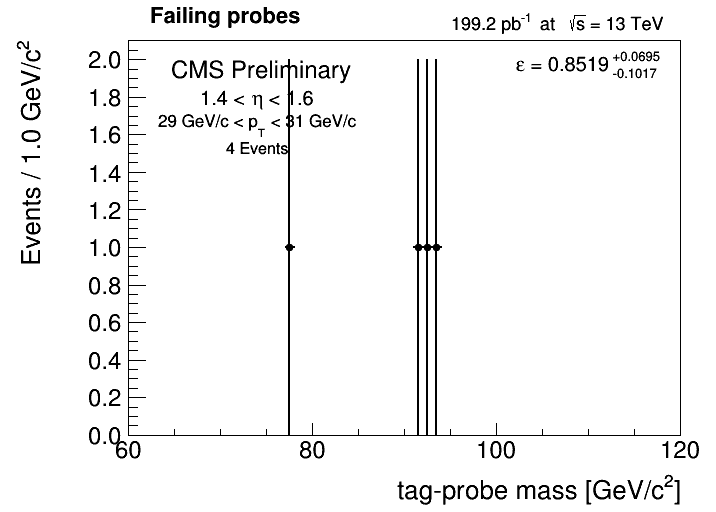 Failing probes
199.2 pb⁻¹ at √s = 13 TeV
CMS Preliminary
ε = 0.8519 +0.0695 -0.1017
1.4 < η < 1.6
29 GeV/c < p_T < 31 GeV/c
4 Events
Events / 1.0 GeV/c²
2.0
1.8
1.6
1.4
1.2
1.0
0.8
0.6
0.4
0.2
0.0
60 80 100 120
tag-probe mass [GeV/c²]